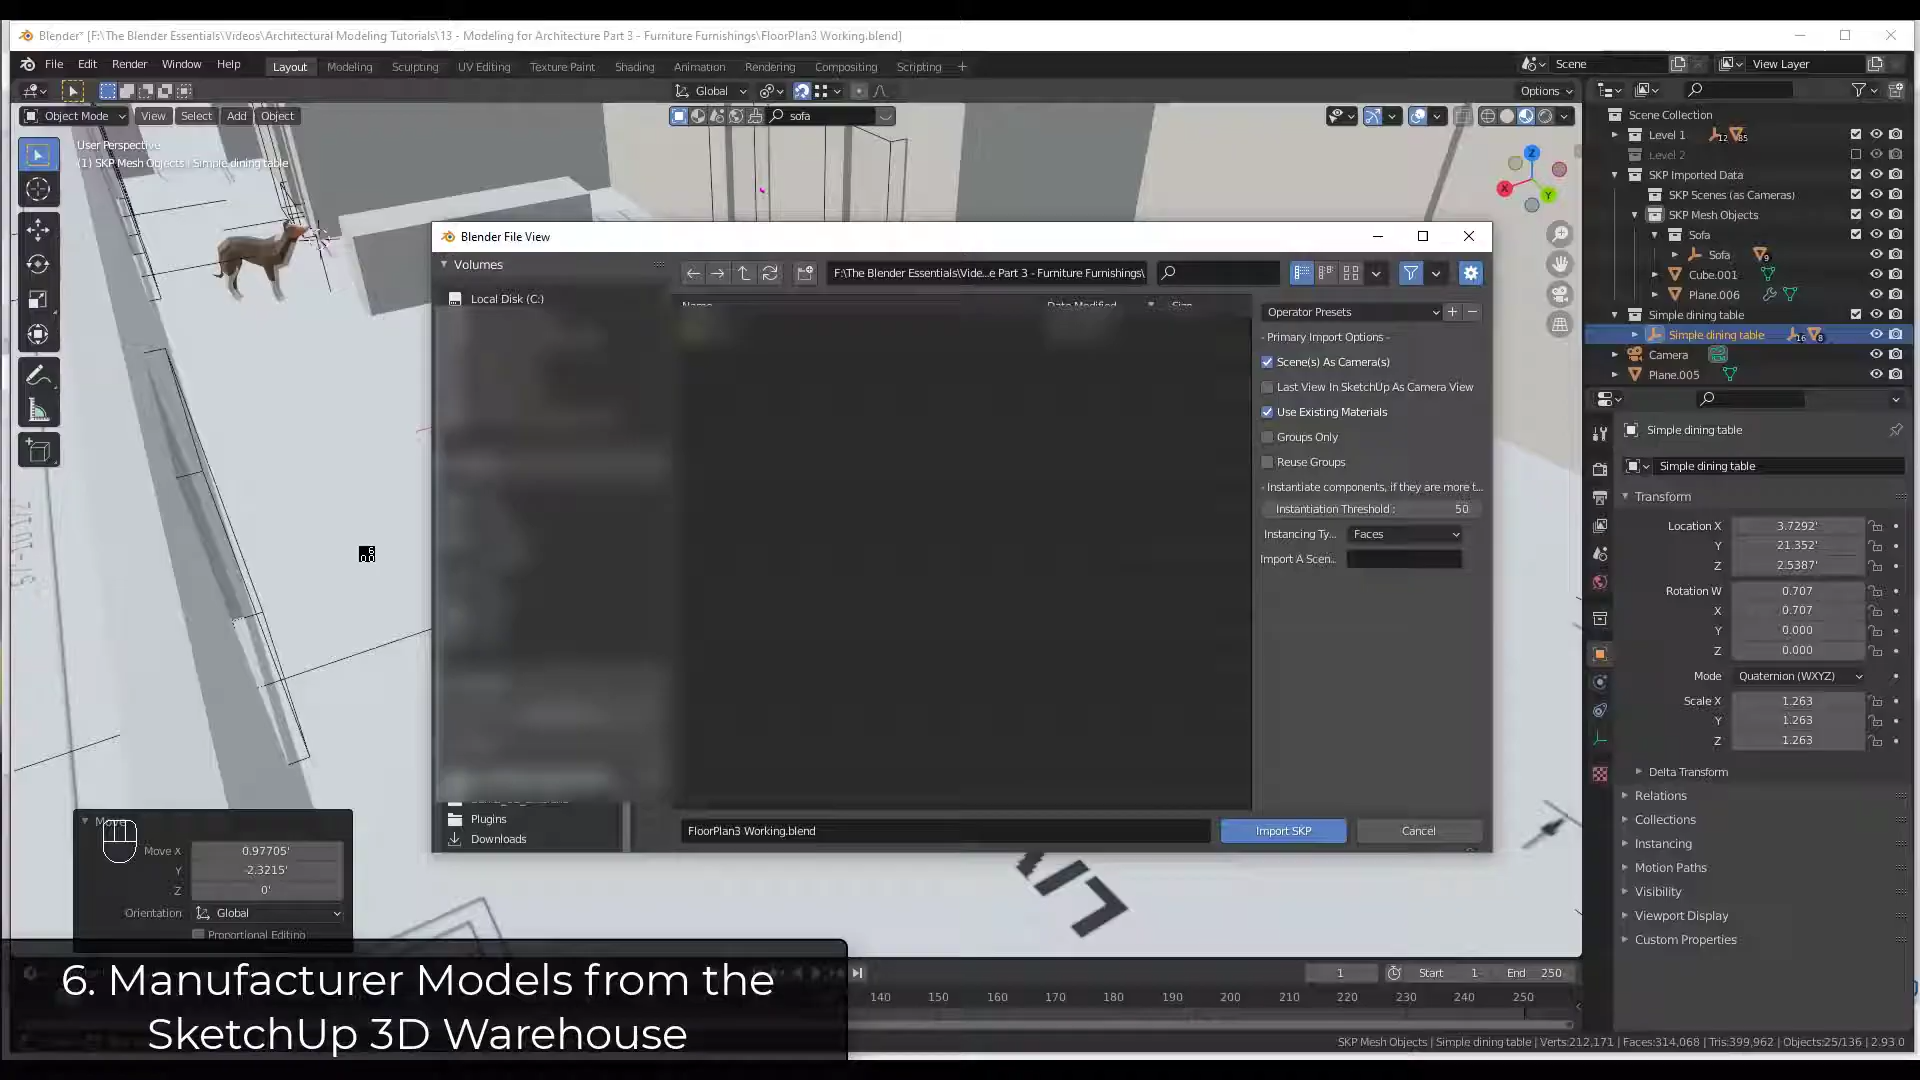 Blender* [F:\The Blender Essentials\Videos\Architectural Modeling Tutorials\13 - Modeling for Architecture Part 3 - Furniture Furnishings\FloorPlan3 Working.blend]
File Edit Render Window Help Layout Modeling Sculpting UV Editing Texture Paint Shading Animation Rendering Compositing Scripting + Scene View Layer
Global Options
Object Mode View Select Add Object sofa
User Perspective
(1) SKP Mesh Objects | Simple dining table
Z
X
Y
Scene Collection
Level 1 12 85
Level 2
SKP Imported Data
SKP Scenes (as Cameras)
SKP Mesh Objects
Sofa
Sofa 9
Cube.001
Plane.006
Simple dining table
Simple dining table 16 8
Camera
Plane.005
Blender File View
Volumes
Local Disk (C:)
F:\The Blender Essentials\Vide...e Part 3 - Furniture Furnishings\
Name Data Modified Size
Operator Presets
- Primary Import Options -
Scene(s) As Camera(s)
Last View In SketchUp As Camera View
Use Existing Materials
Groups Only
Reuse Groups
- Instantiate components, if they are more t...
Instantiation Threshold : 50
Instancing Ty... Faces
Import A Scen..
Plugins
Downloads
FloorPlan3 Working.blend
Import SKP
Cancel
Simple dining table
Simple dining table
Transform
Location X 3.7292'
Y 21.352'
Z 2.5387'
Rotation W 0.707
X 0.707
Y 0.000
Z 0.000
Mode Quaternion (WXYZ)
Scale X 1.263
Y 1.263
Z 1.263
Delta Transform
Relations
Collections
Instancing
Motion Paths
Visibility
Viewport Display
Custom Properties
Move
Move X 0.97705'
Y -2.3215'
Z 0'
Orientation Global
Proportional Editing
6. Manufacturer Models from the
SketchUp 3D Warehouse
1 Start 1 End 250
140 150 160 170 180 190 200 210 220 230 240 250
SKP Mesh Objects | Simple dining table | Verts:212,171 | Faces:314,068 | Tris:399,962 | Objects:25/136 | 2.93.0